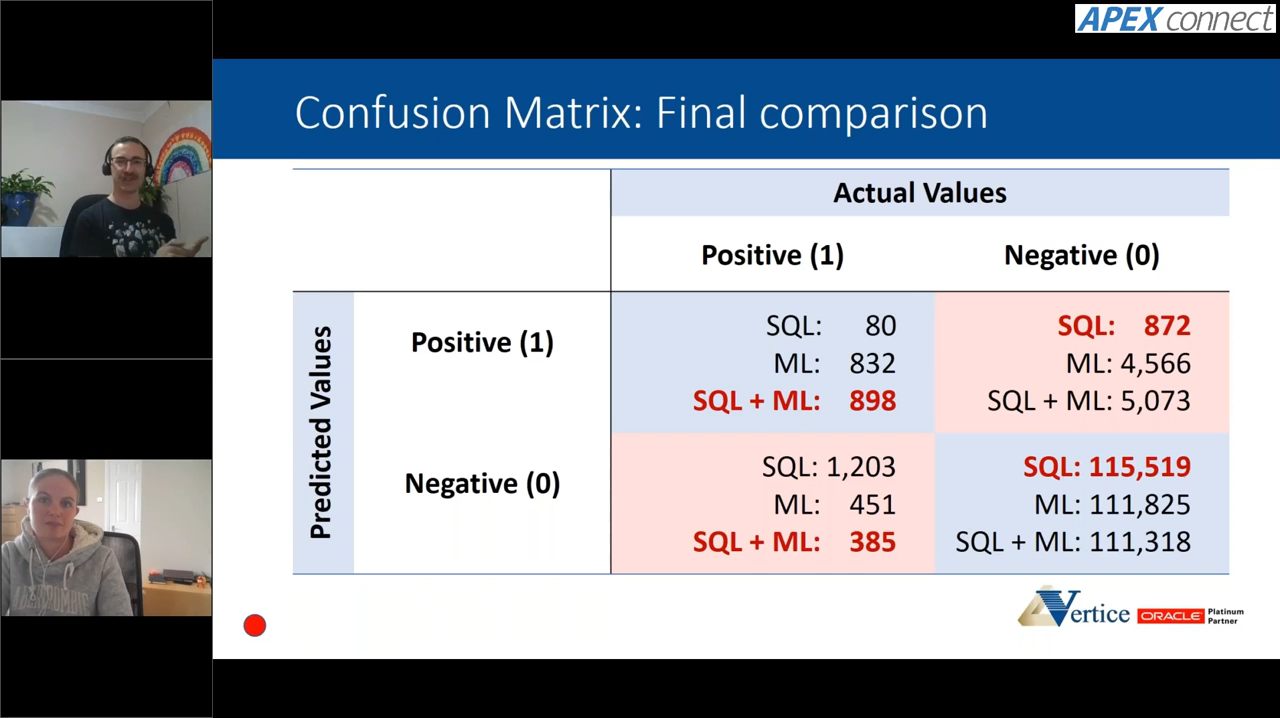 APEX connect
Confusion Matrix: Final comparison
Actual Values
Positive (1)
Negative (0)
Predicted Values
Positive (1)
SQL: 80
ML: 832
SQL + ML: 898
SQL: 872
ML: 4,566
SQL + ML: 5,073
Negative (0)
SQL: 1,203
ML: 451
SQL + ML: 385
SQL: 115,519
ML: 111,825
SQL + ML: 111,318
Vertice
ORACLE
Platinum
Partner